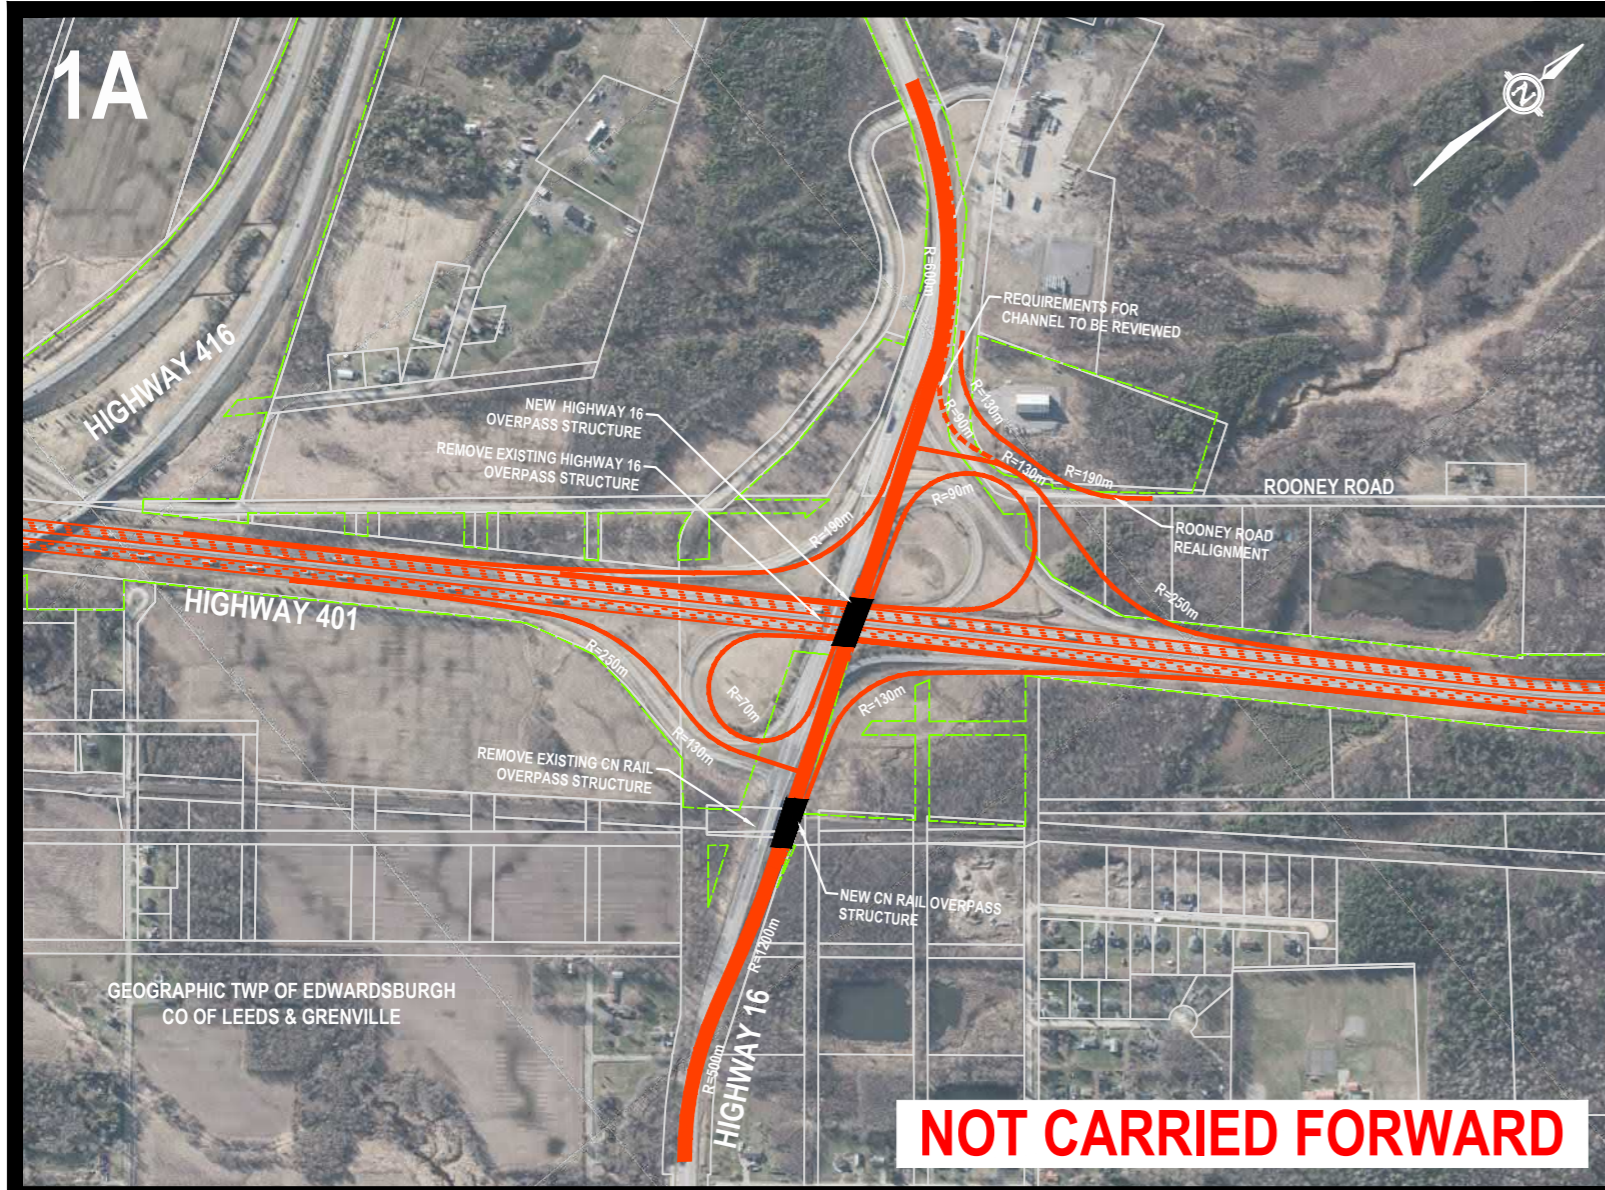 1A
N
R=600m
REQUIREMENTS FOR
CHANNEL TO BE REVIEWED
HIGHWAY 416
NEW HIGHWAY 16
OVERPASS STRUCTURE
REMOVE EXISTING HIGHWAY 16
OVERPASS STRUCTURE
R=130m
R=90m
R=130m
R=190m
R=90m
ROONEY ROAD
R=190m
ROONEY ROAD
REALIGNMENT
HIGHWAY 401
R=250m
R=250m
R=70m
R=130m
R=130m
REMOVE EXISTING CN RAIL
OVERPASS STRUCTURE
NEW CN RAIL OVERPASS
STRUCTURE
R=1200m
GEOGRAPHIC TWP OF EDWARDSBURGH
CO OF LEEDS & GRENVILLE
R=500m
HIGHWAY 16
NOT CARRIED FORWARD